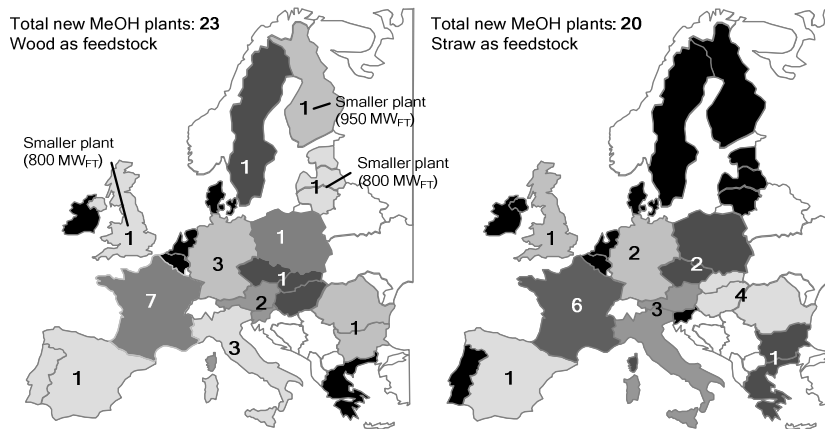 Total new MeOH plants: 23
Wood as feedstock
Smaller plant
(950 MW_FT)
1
Smaller plant
(800 MW_FT)
Smaller plant
(800 MW_FT)
1
1
1
1
3
1
7
2
1
3
1
Total new MeOH plants: 20
Straw as feedstock
1
2
2
6
3
4
1
1